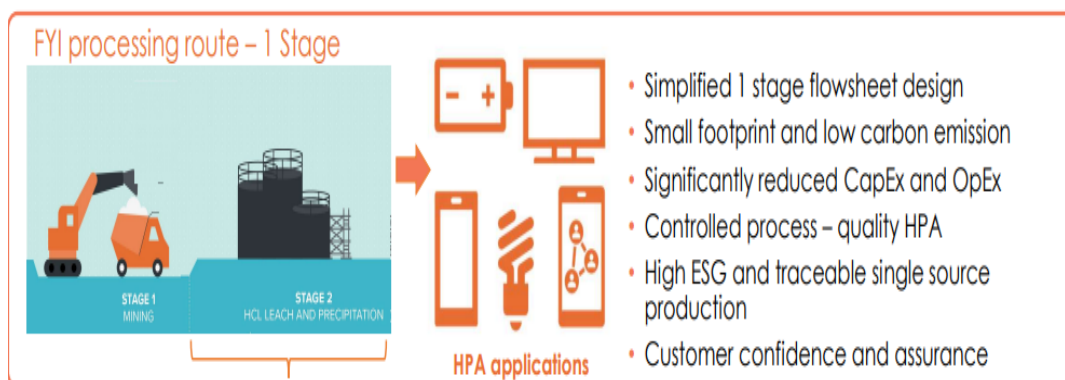 FYI processing route – 1 Stage
STAGE 1
MINING
STAGE 2
HCL LEACH AND PRECIPITATION
HPA applications
• Simplified 1 stage flowsheet design
• Small footprint and low carbon emission
• Significantly reduced CapEx and OpEx
• Controlled process – quality HPA
• High ESG and traceable single source
production
• Customer confidence and assurance